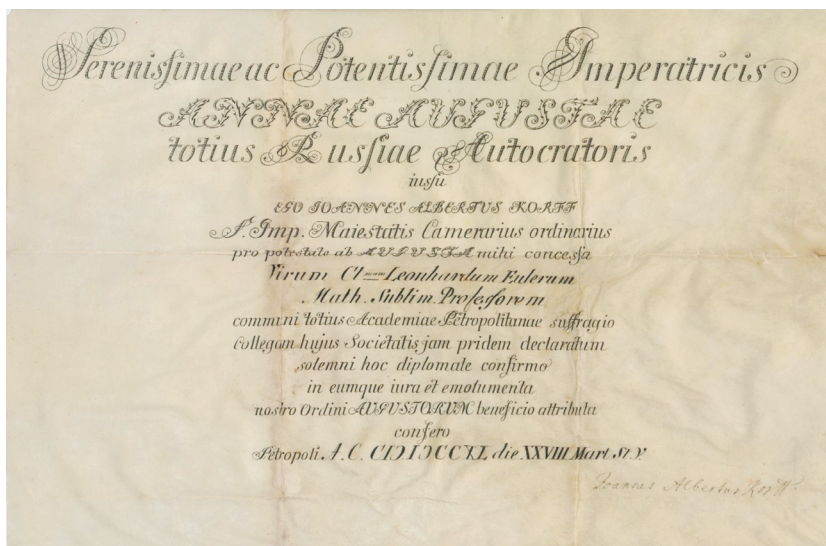 Serenissimae ac Potentissimae Imperatricis
ANNAE AUGUSTAE
totius Russiae Autocratoris
iussu
EGO IOANNES ALBERTVS KORFF
S. Imp. Maiestatis Camerarius ordinarius
pro potestate ab AUGUSTA mihi concessa
Virum Cl mum Leonhardum Eulerum
Math. Sublim. Professorem
communi totius Academiae Petropolitanae suffragio
Collegam hujus Societatis jam pridem declaratum
solemni hoc diplomate confirmo
in eumque iura et emolumenta
nostro Ordini AUGUSTORUM beneficio attributa
confero
Petropoli. A. C. CIƆIƆCCXL die XXVIII Mart St. V.
Ioannes Albertus Korff